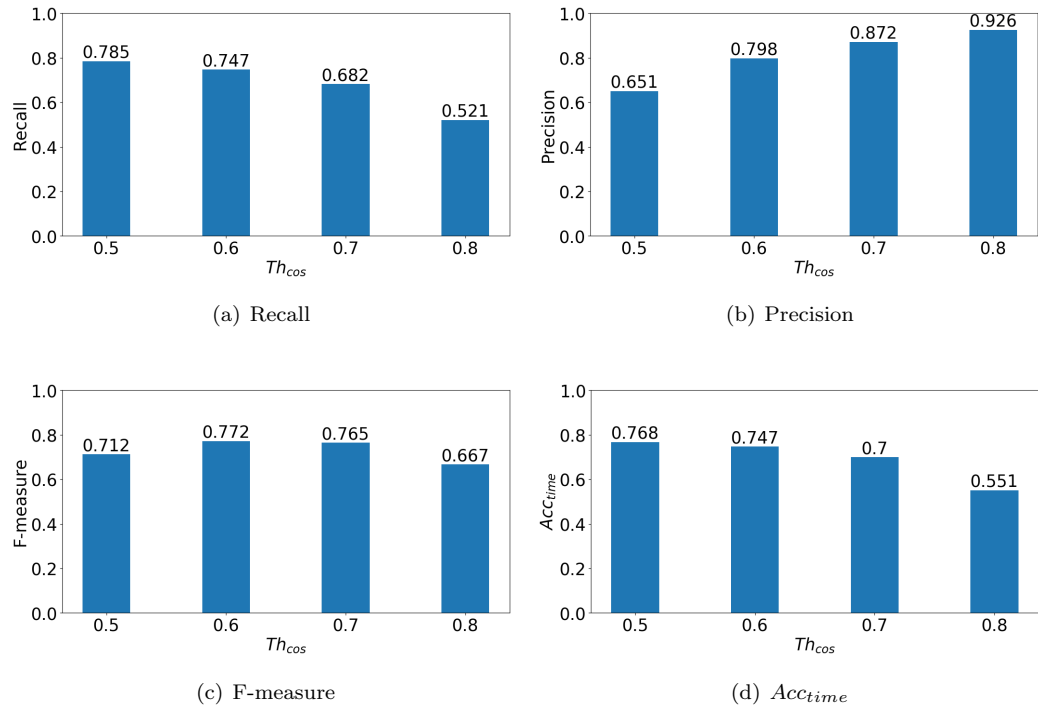 1.0
0.8
0.6
0.4
0.2
0.0
Recall
0.785
0.747
0.682
0.521
0.5 0.6 0.7 0.8
Th_cos
(a) Recall
1.0
0.8
0.6
0.4
0.2
0.0
Precision
0.651
0.798
0.872
0.926
0.5 0.6 0.7 0.8
Th_cos
(b) Precision
1.0
0.8
0.6
0.4
0.2
0.0
F-measure
0.712
0.772
0.765
0.667
0.5 0.6 0.7 0.8
Th_cos
(c) F-measure
1.0
0.8
0.6
0.4
0.2
0.0
Acc_time
0.768
0.747
0.7
0.551
0.5 0.6 0.7 0.8
Th_cos
(d) Acc_time